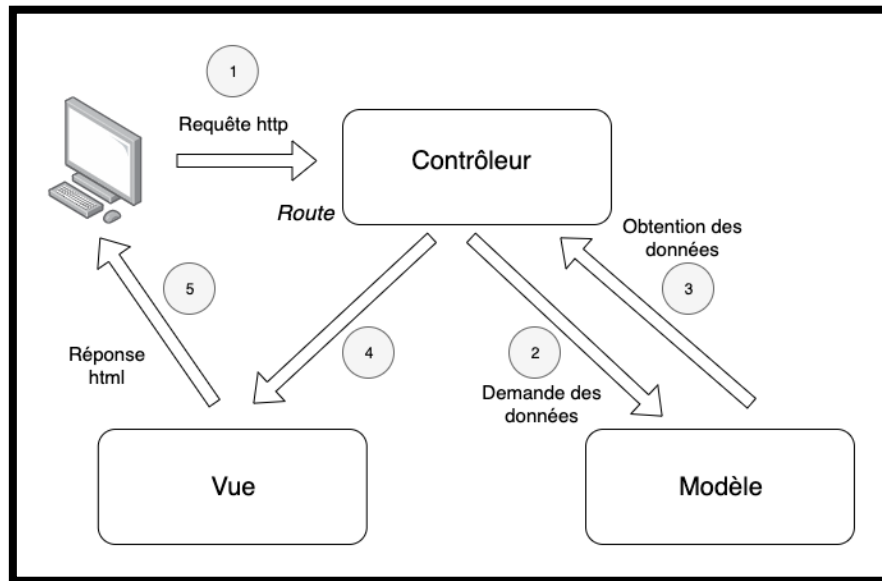 1
Requête http
Contrôleur
Route
Obtention des
données
3
5
4
2
Réponse
html
Demande des
données
Vue
Modèle